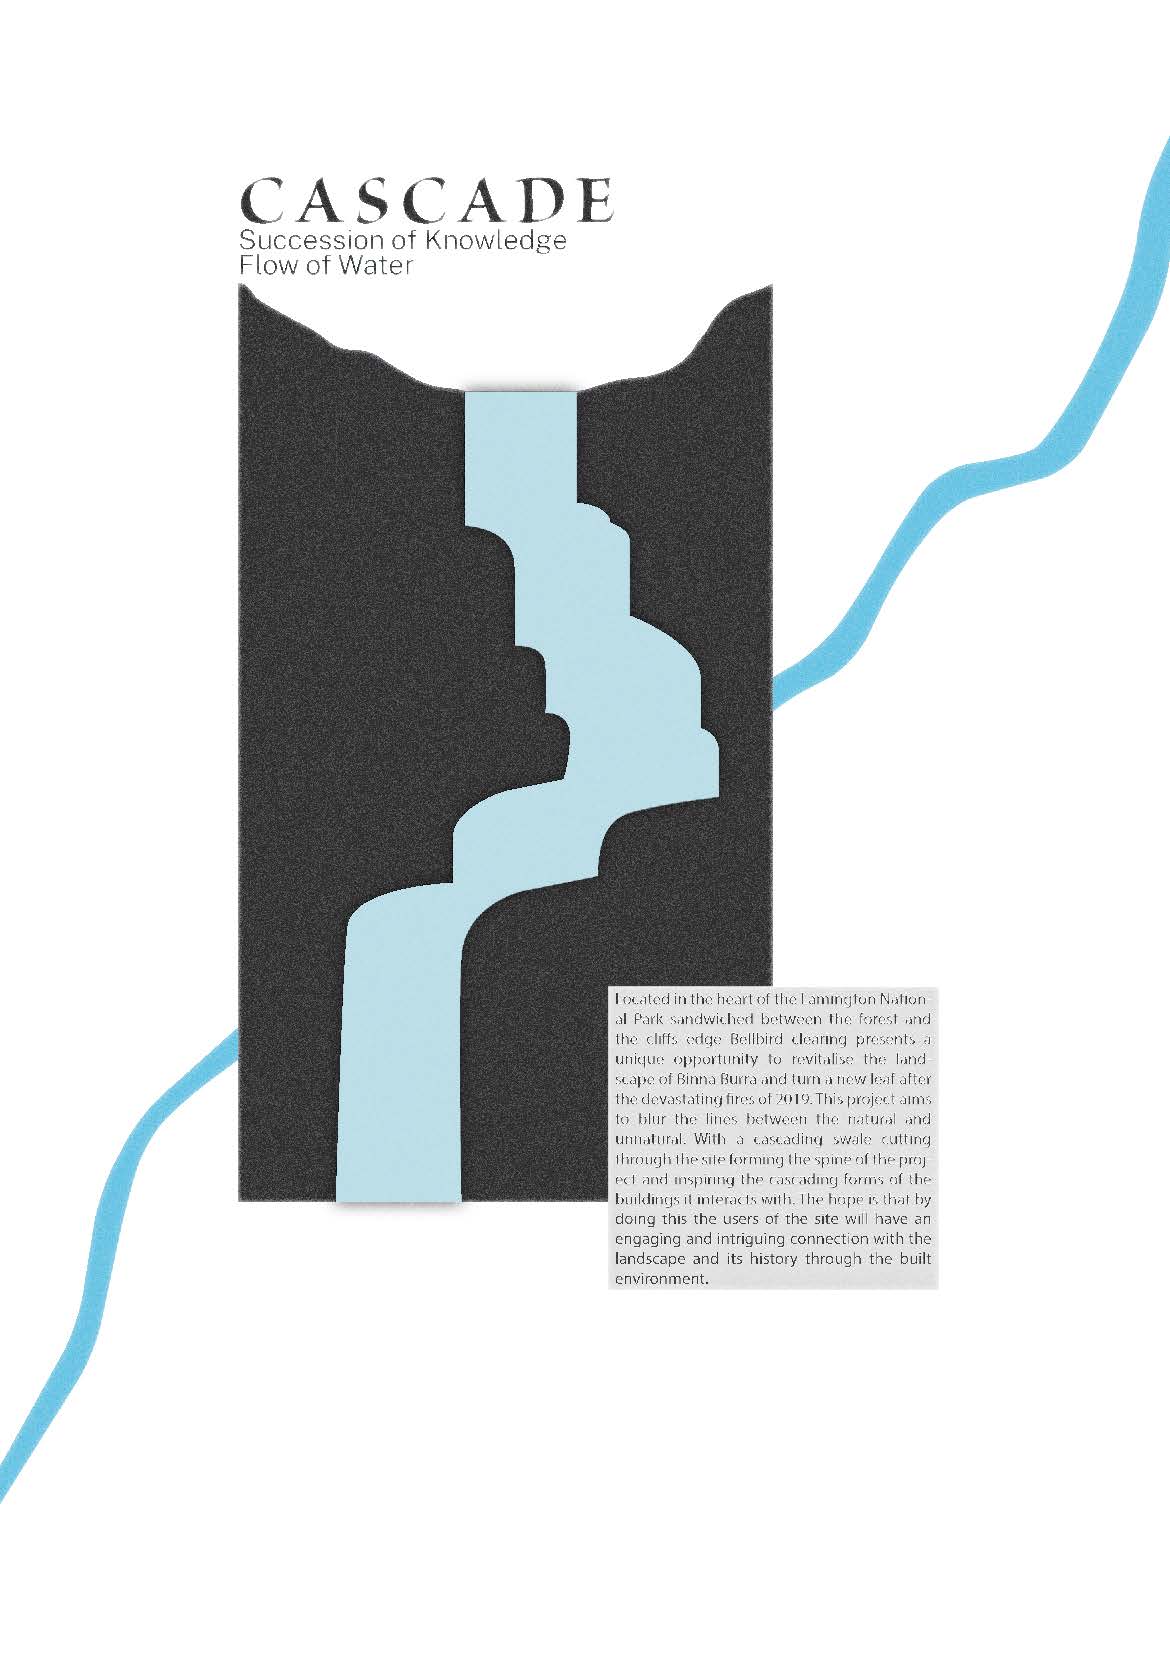 CASCADE
Succession of Knowledge
Flow of Water
Located in the heart of the Lamington Nation-
al Park sandwiched between the forest and
the cliffs edge Bellbird clearing presents a
unique opportunity to revitalise the land-
scape of Binna Burra and turn a new leaf after
the devastating fires of 2019. This project aims
to blur the lines between the natural and
unnatural. With a cascading swale cutting
through the site forming the spine of the proj-
ect and inspiring the cascading forms of the
buildings it interacts with. The hope is that by
doing this the users of the site will have an
engaging and intriguing connection with the
landscape and its history through the built
environment.